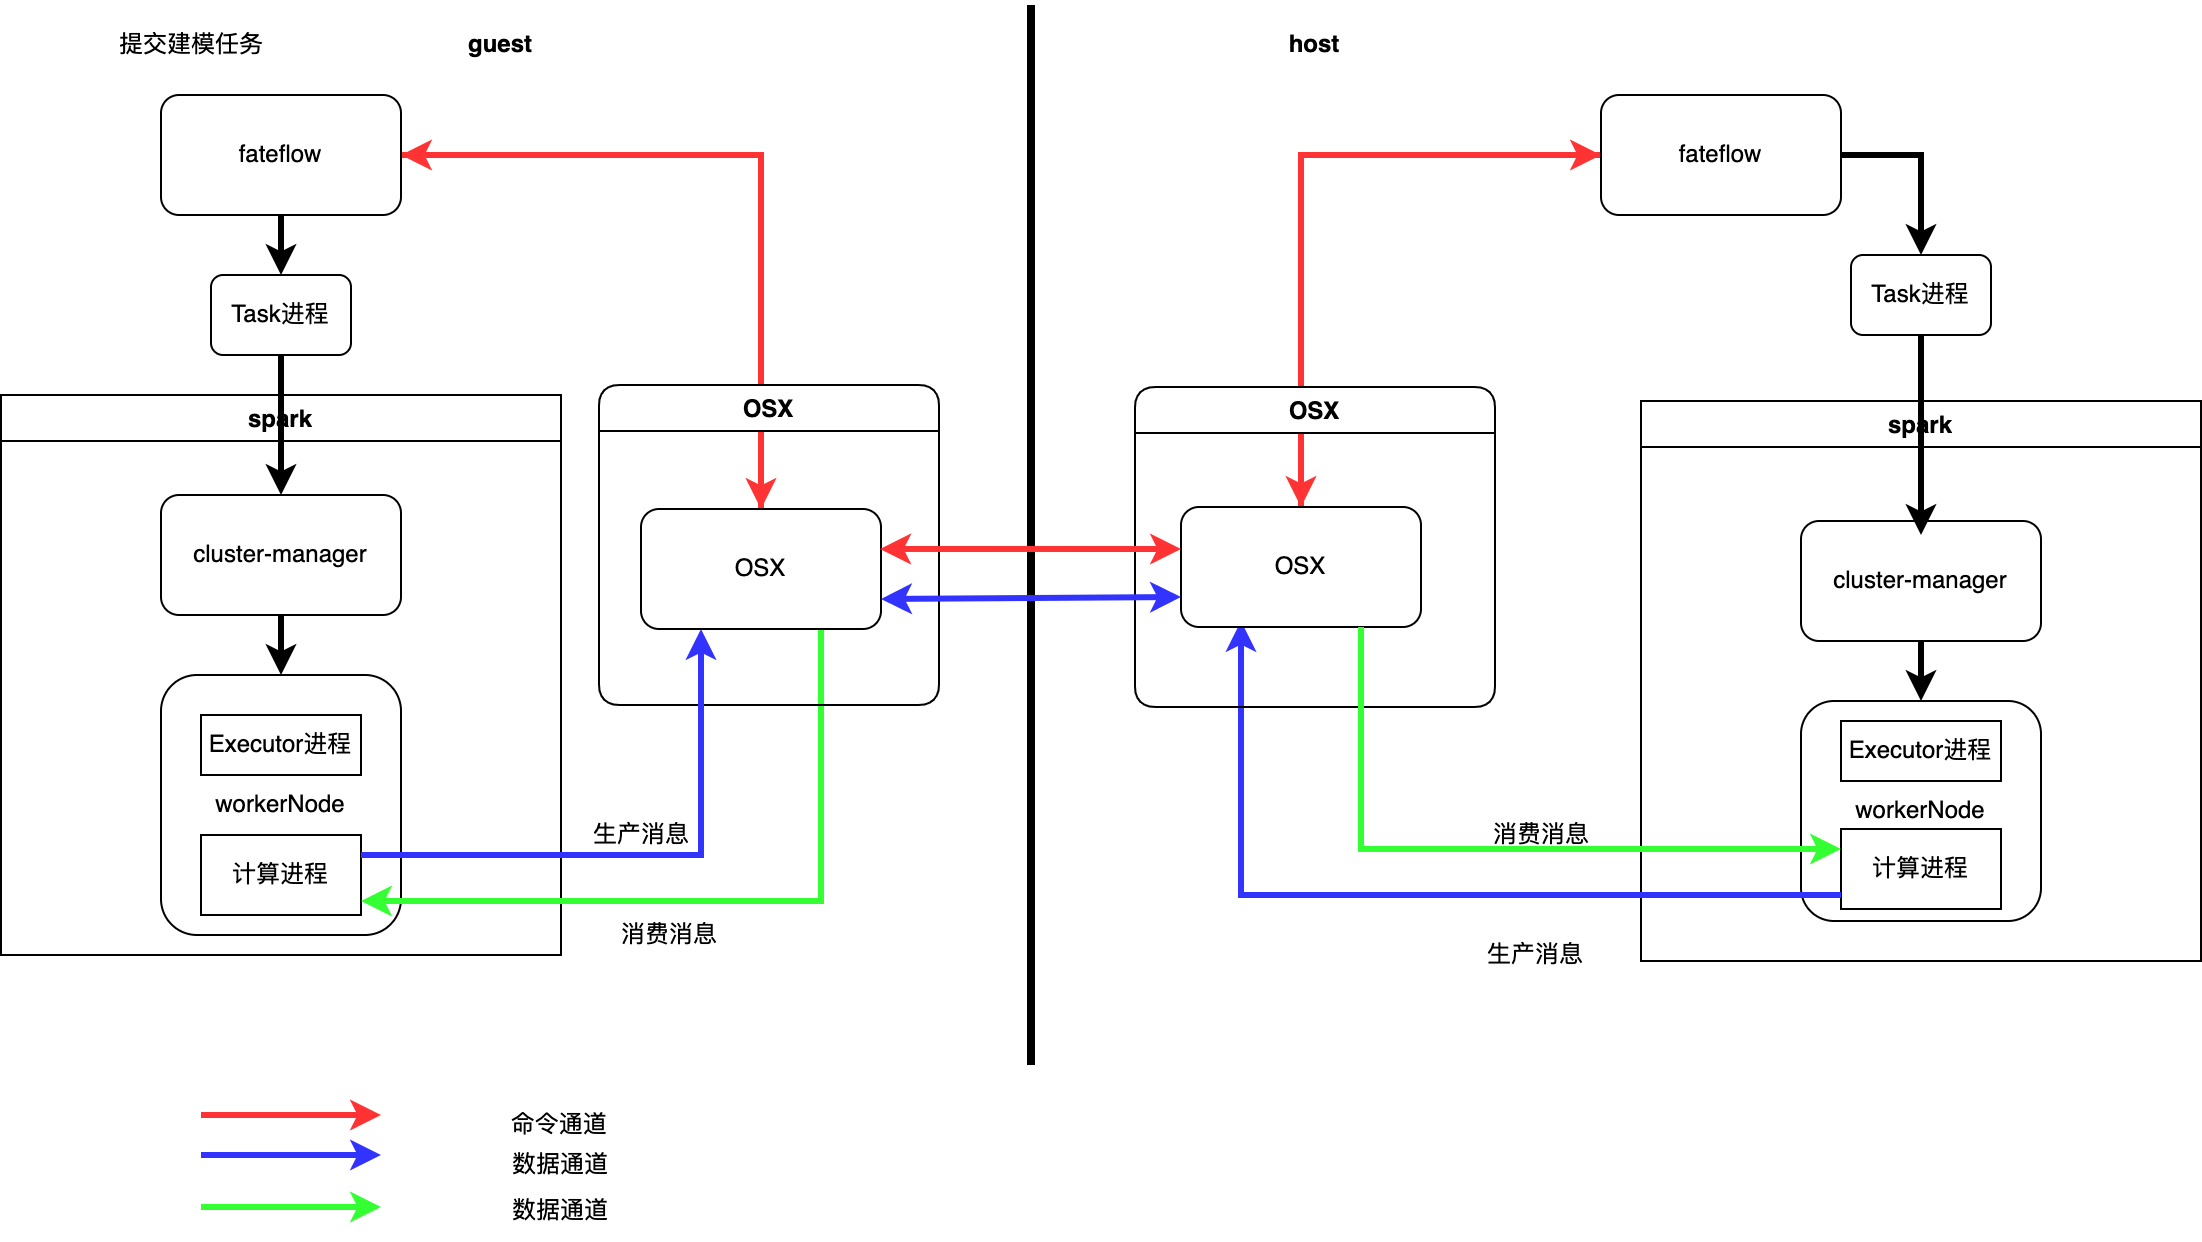 提交建模任务
guest
host
fateflow
fateflow
Task进程
Task进程
spark
OSX
OSX
spark
cluster-manager
OSX
OSX
cluster-manager
Executor进程
workerNode
计算进程
生产消息
消费消息
Executor进程
workerNode
计算进程
消费消息
生产消息
命令通道
数据通道
数据通道